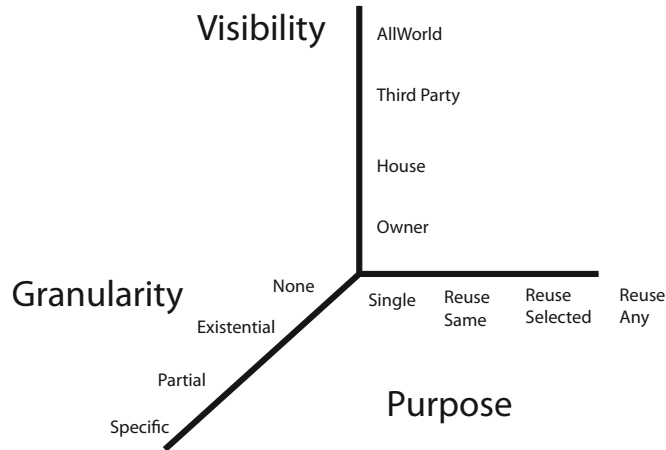 Visibility
AllWorld
Third Party
House
Owner
Granularity
None
Existential
Partial
Specific
Single
Reuse
Same
Reuse
Selected
Reuse
Any
Purpose